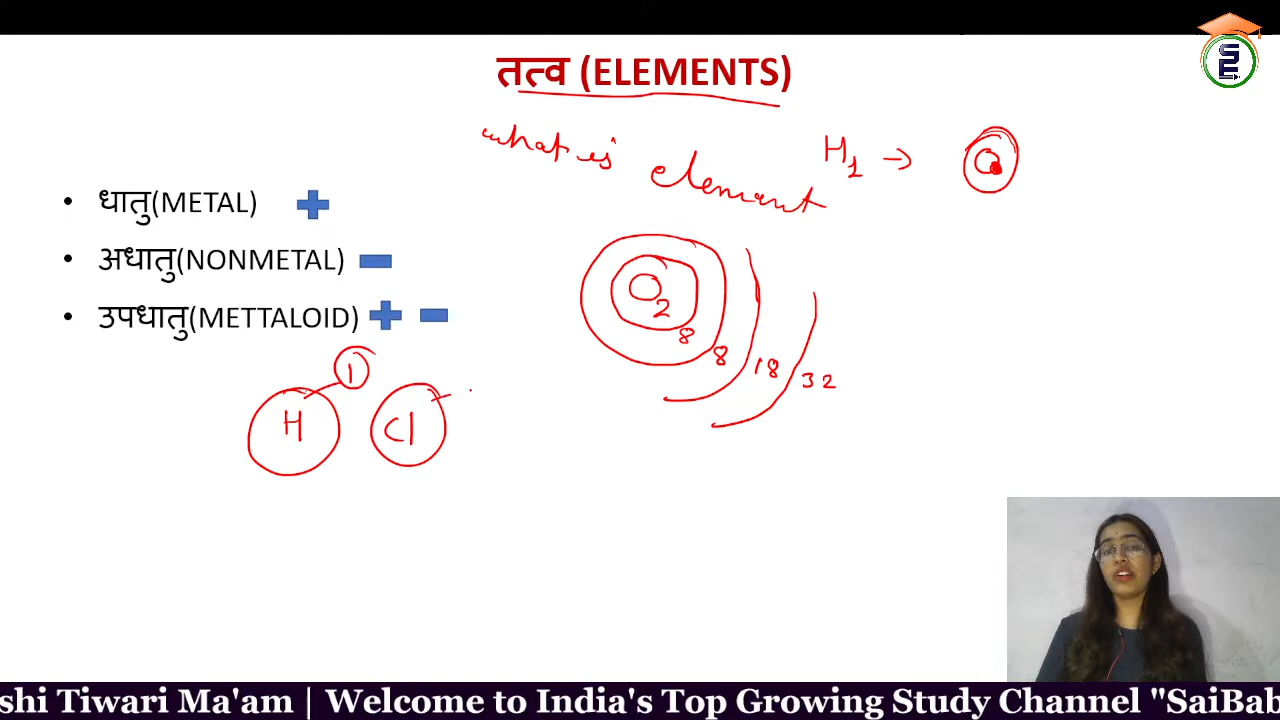 तत्व (ELEMENTS)
what is element
H1 →
• धातु(METAL) +
• अधातु(NONMETAL) −
• उपधातु(METTALOID) + −
2
8
8
18
32
1
H
Cl
shi Tiwari Ma'am | Welcome to India's Top Growing Study Channel "SaiBab